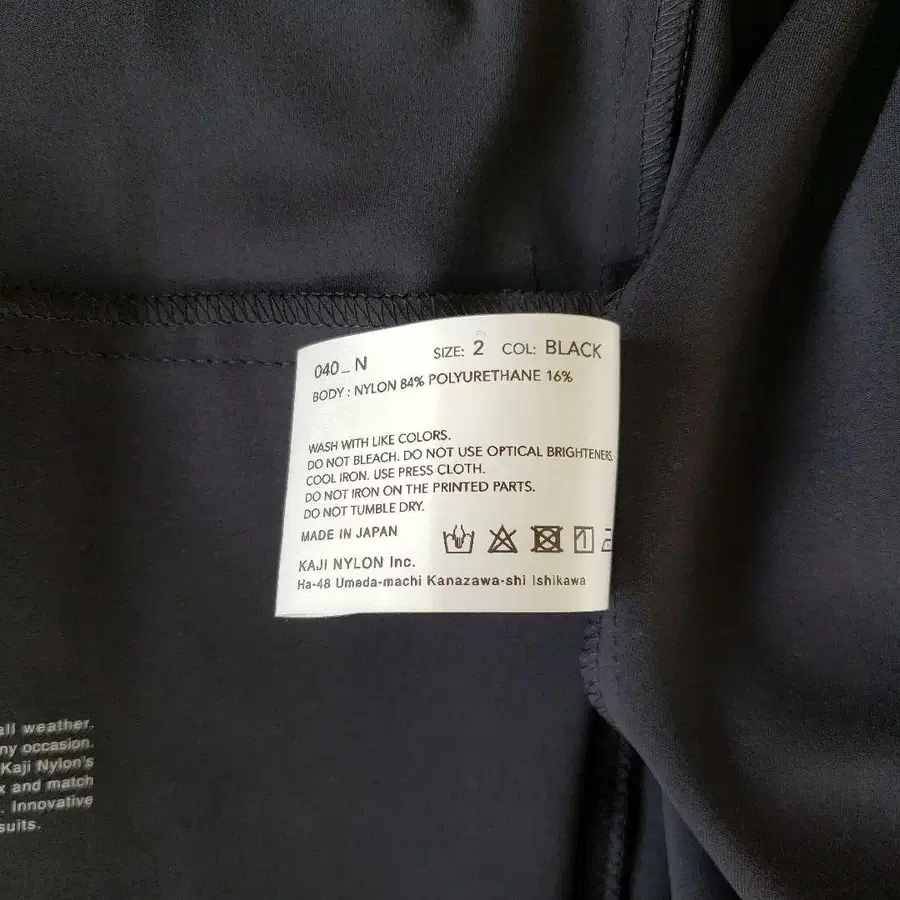 040_N SIZE: 2 COL: BLACK
BODY : NYLON 84% POLYURETHANE 16%
WASH WITH LIKE COLORS.
DO NOT BLEACH. DO NOT USE OPTICAL BRIGHTENERS.
COOL IRON. USE PRESS CLOTH.
DO NOT IRON ON THE PRINTED PARTS.
DO NOT TUMBLE DRY.
MADE IN JAPAN
KAJI NYLON Inc.
Ha-48 Umeda-machi Kanazawa-shi Ishikawa
all weather.
ny occasion.
Kaji Nylon's
x and match
. Innovative
suits.